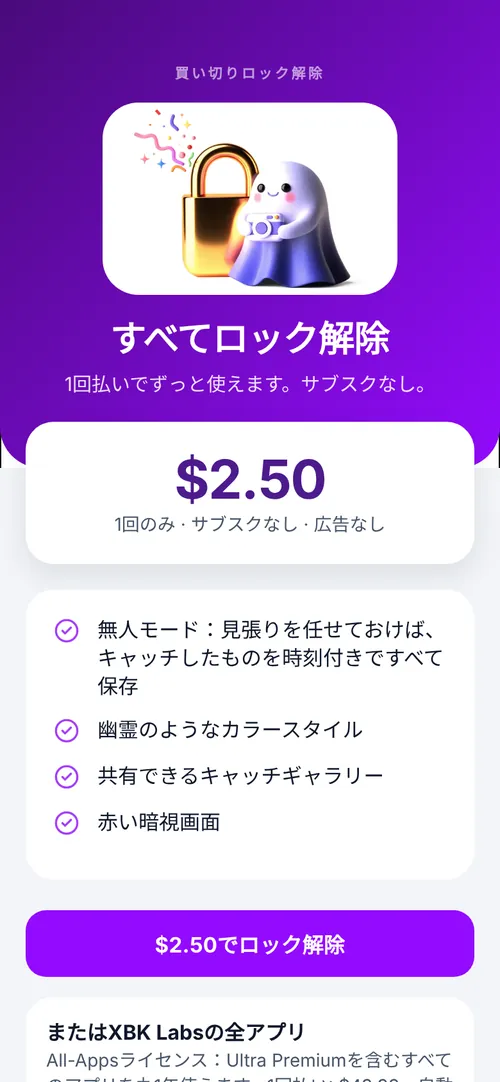 買い切りロック解除
すべてロック解除
1回払いでずっと使えます。サブスクなし。
$2.50
1回のみ · サブスクなし · 広告なし
無人モード：見張りを任せておけば、
キャッチしたものを時刻付きですべて
保存
幽霊のようなカラースタイル
共有できるキャッチギャラリー
赤い暗視画面
$2.50でロック解除
またはXBK Labsの全アプリ
All-Appsライセンス：Ultra Premiumを含むすべて